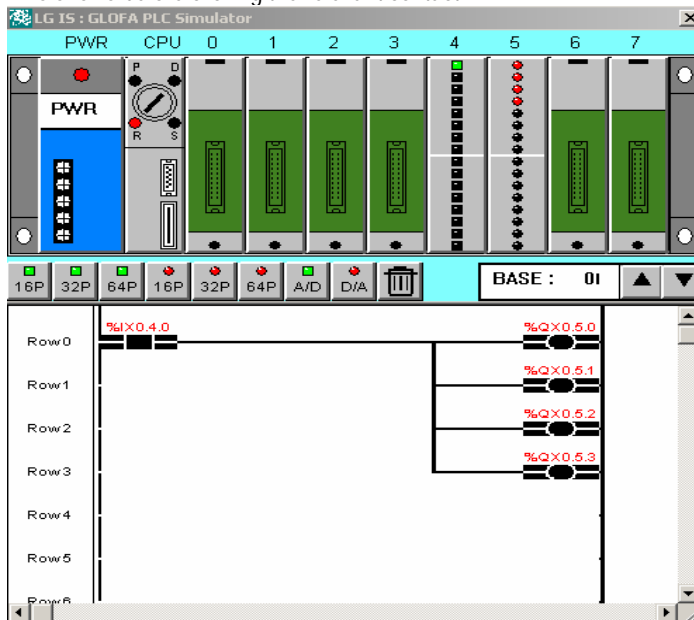 LG IS : GLOFA PLC Simulator
PWR CPU 0 1 2 3 4 5 6 7
P D
PWR
R S
16P 32P 64P 16P 32P 64P A/D D/A BASE : 0
%IX0.4.0 %QX0.5.0
Row0
%QX0.5.1
Row1
%QX0.5.2
Row2
%QX0.5.3
Row3
Row4
Row5
Row6